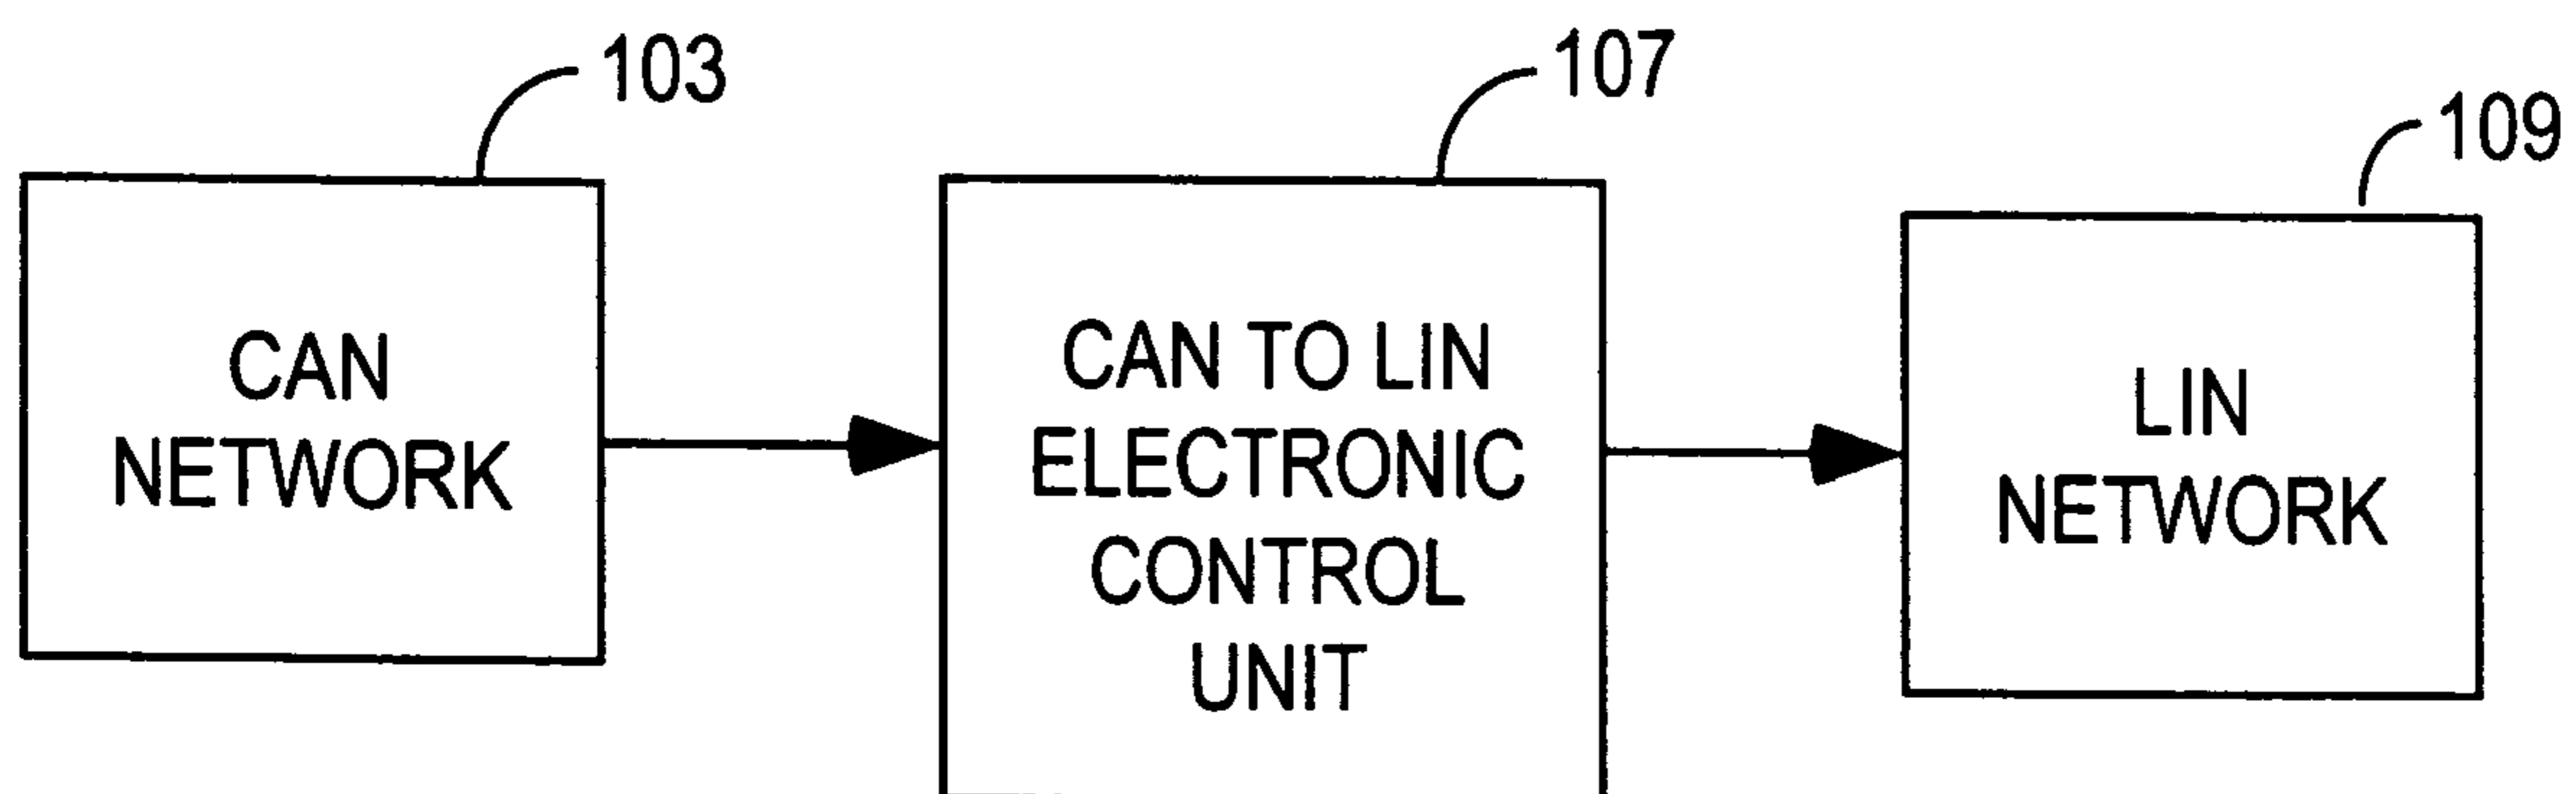 103
107
109
CAN
NETWORK
CAN TO LIN
ELECTRONIC
CONTROL
UNIT
LIN
NETWORK